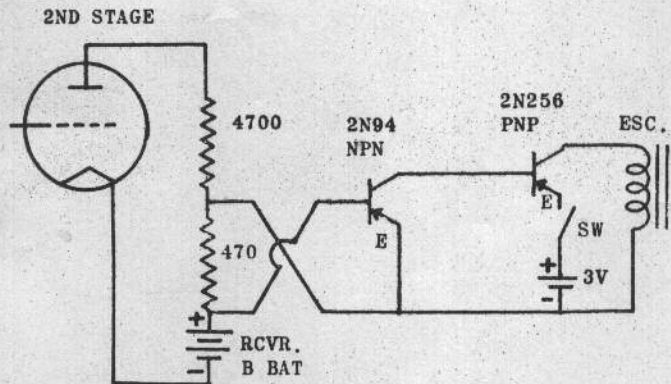 2ND STAGE
4700
470
+
-
RCVR.
B BAT
2N94
NPN
E
2N256
PNP
E
ESC.
SW
+
3V
-